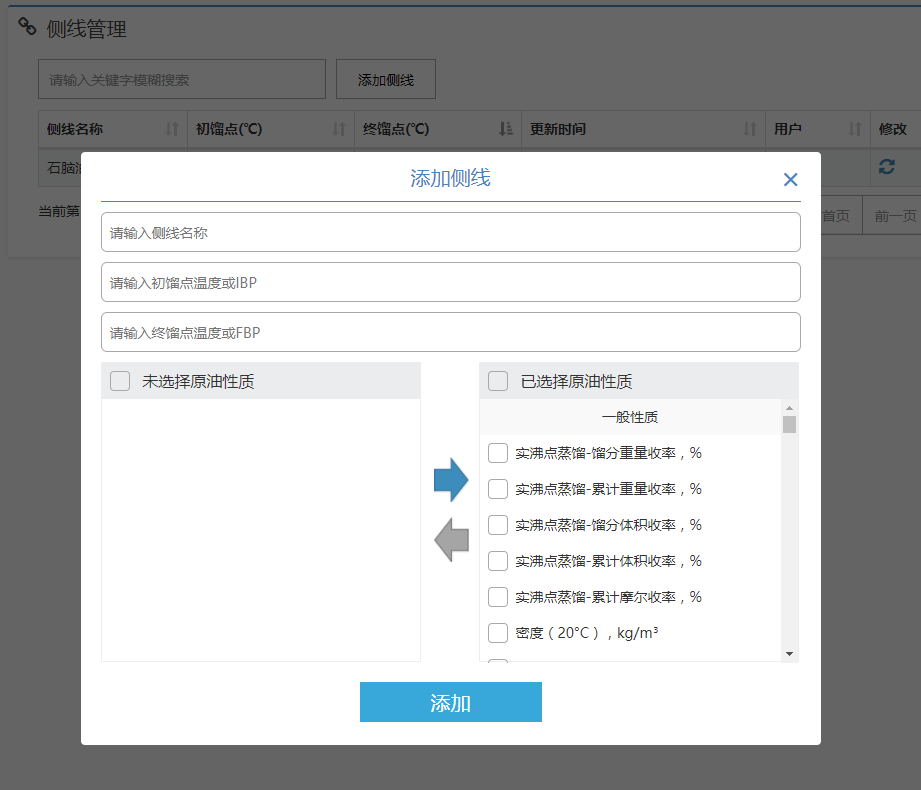 侧线管理
请输入关键字模糊搜索
添加侧线
侧线名称 初馏点(℃) 终馏点(℃) 更新时间 用户 修改
石脑
当前第
首页 前一页
添加侧线
请输入侧线名称
请输入初馏点温度或IBP
请输入终馏点温度或FBP
未选择原油性质
已选择原油性质
一般性质
实沸点蒸馏-馏分重量收率，%
实沸点蒸馏-累计重量收率，%
实沸点蒸馏-馏分体积收率，%
实沸点蒸馏-累计体积收率，%
实沸点蒸馏-累计摩尔收率，%
密度（20°C），kg/m³
添加